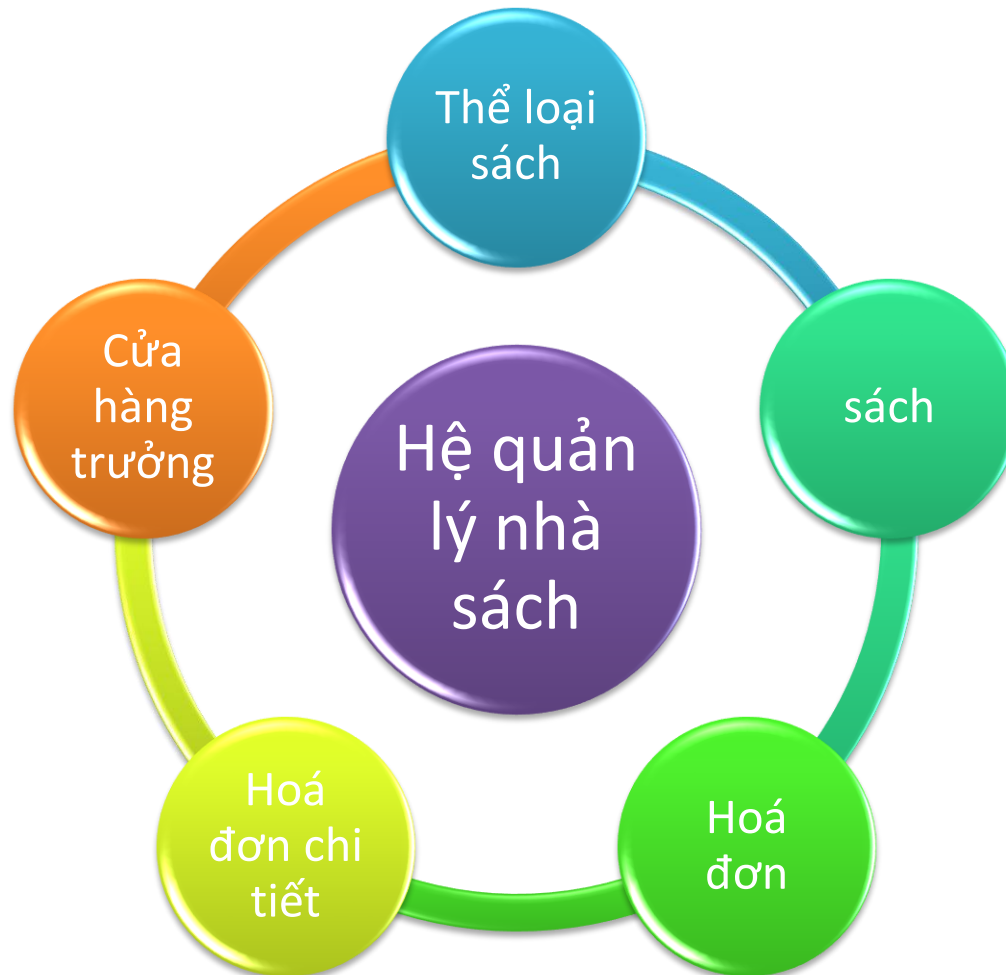 Thể loại
sách
sách
Hoá
đơn
Hoá
đơn chi
tiết
Cửa
hàng
trưởng
Hệ quản
lý nhà
sách